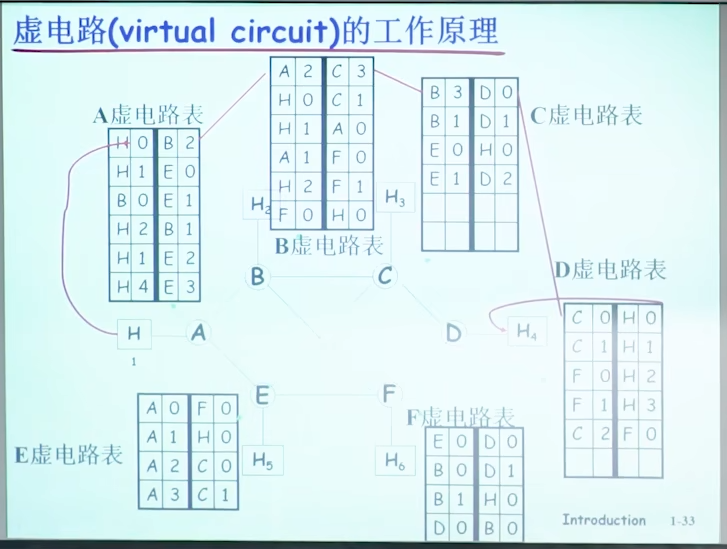 虚电路(virtual circuit)的工作原理
A虚电路表
H 0 B 2
H 1 E 0
B 0 E 1
H 2 B 1
H 1 E 2
H 4 E 3
A 2 C 3
H 0 C 1
H 1 A 0
A 1 F 0
H 2 F 1
F 0 H 0
B虚电路表
B 3 D 0
B 1 D 1
E 0 H 0
E 1 D 2
C虚电路表
H2
H3
B
C
D虚电路表
C 0 H 0
C 1 H 1
F 0 H 2
F 1 H 3
C 2 F 0
H
1
A
D
H4
E
F
E虚电路表
A 0 F 0
A 1 H 0
A 2 C 0
A 3 C 1
H5
H6
F虚电路表
E 0 D 0
B 0 D 1
B 1 H 0
D 0 B 0
Introduction 1-33